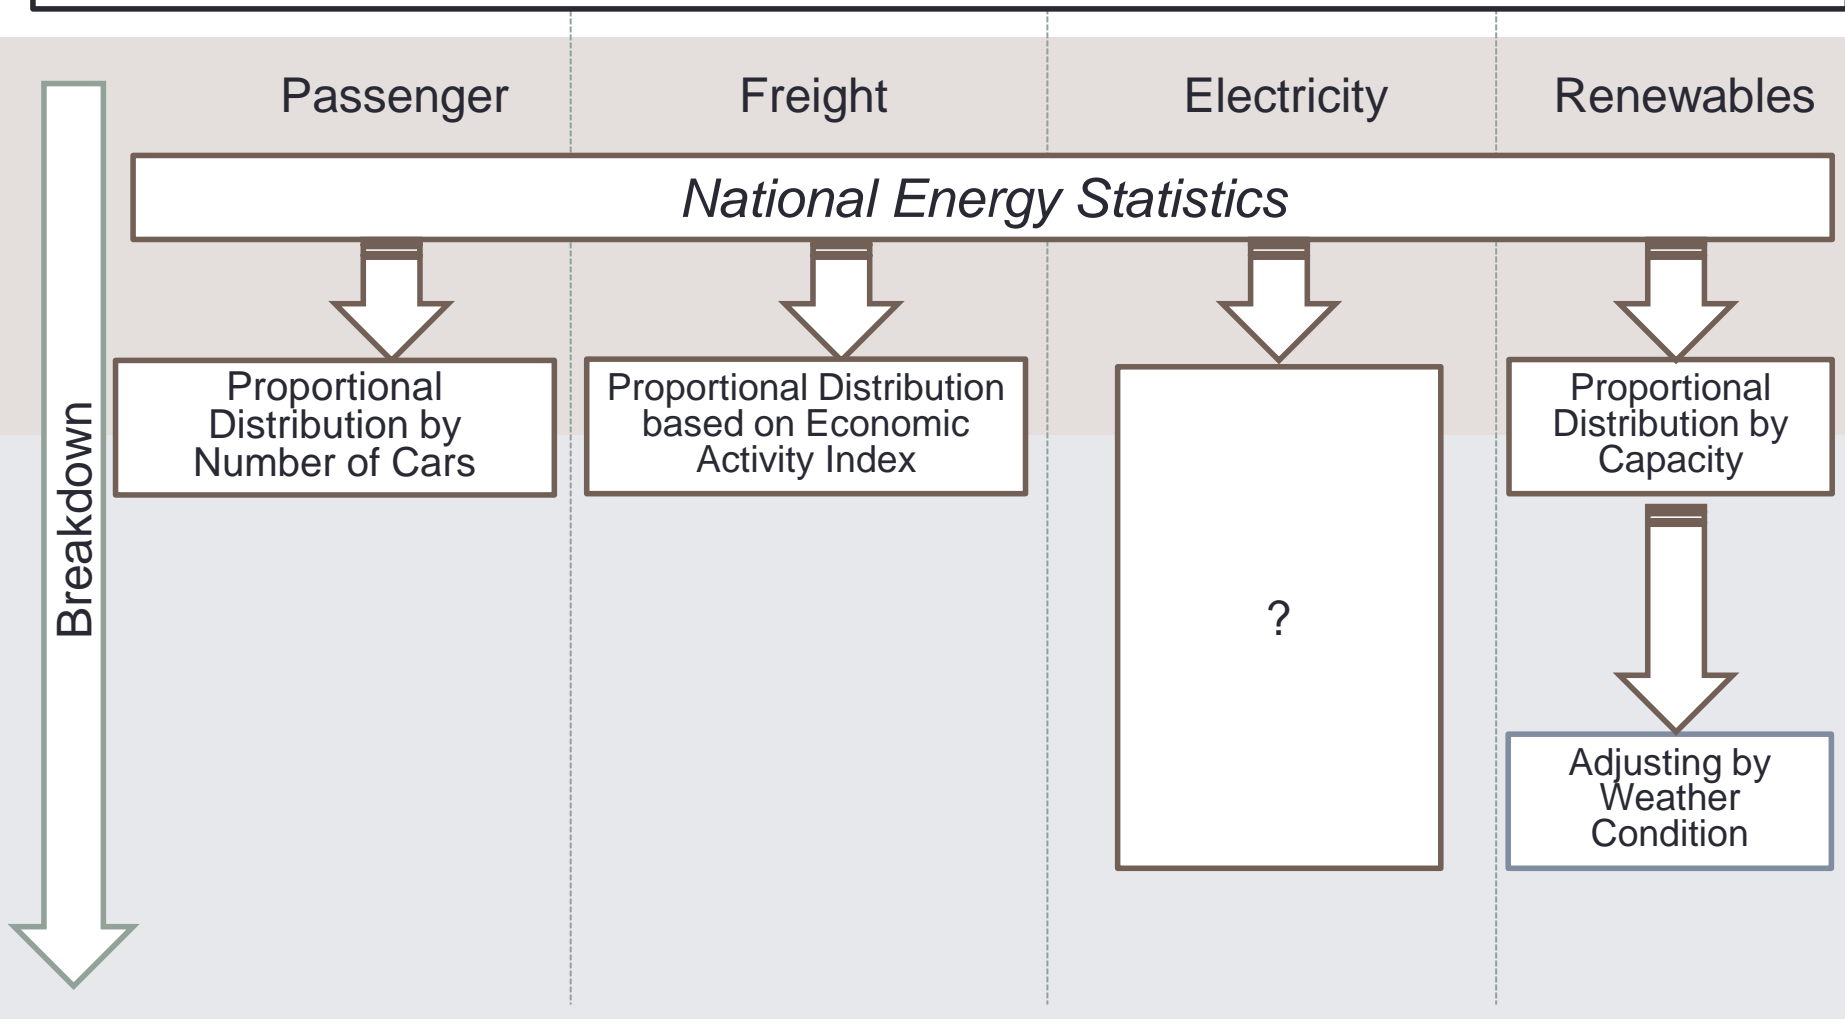 Passenger
Freight
Electricity
Renewables
National Energy Statistics
Proportional
Distribution by
Number of Cars
Proportional Distribution
based on Economic
Activity Index
?
Proportional
Distribution by
Capacity
Adjusting by
Weather
Condition
Breakdown